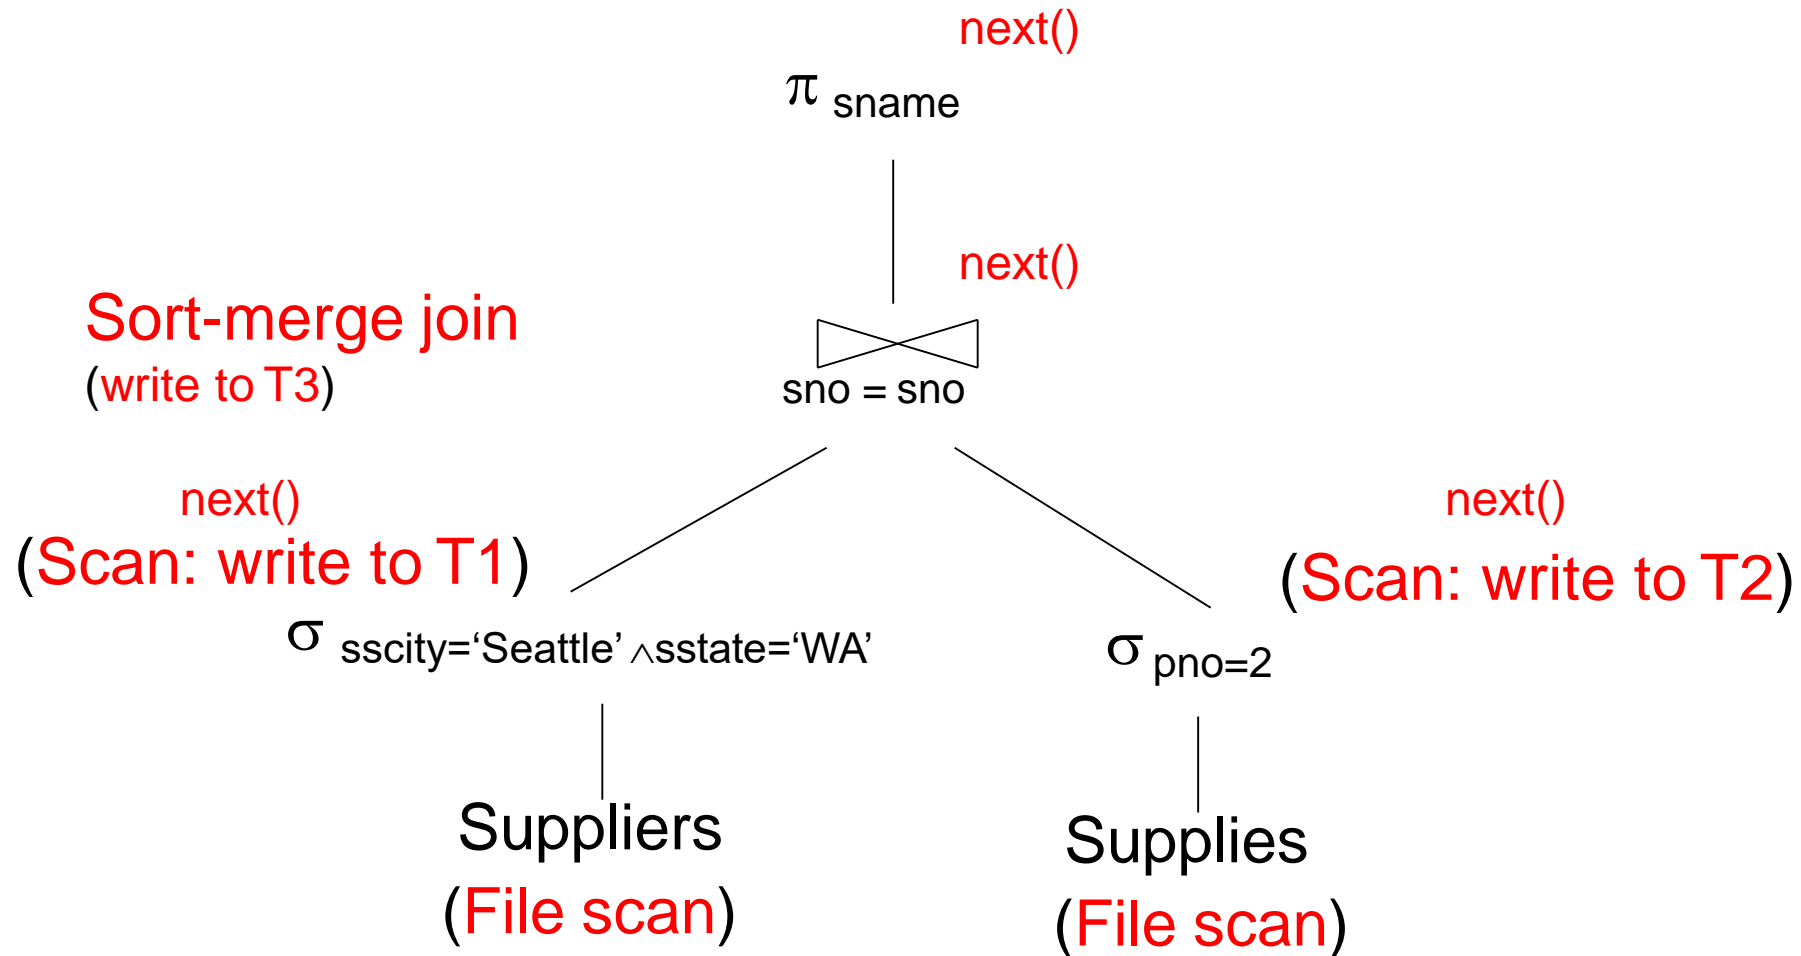 next()
π sname
next()
Sort-merge join
(write to T3)
sno = sno
next()
(Scan: write to T1)
next()
(Scan: write to T2)
σ sscity=‘Seattle’ ∧sstate=‘WA’
σ pno=2
Suppliers
(File scan)
Supplies
(File scan)